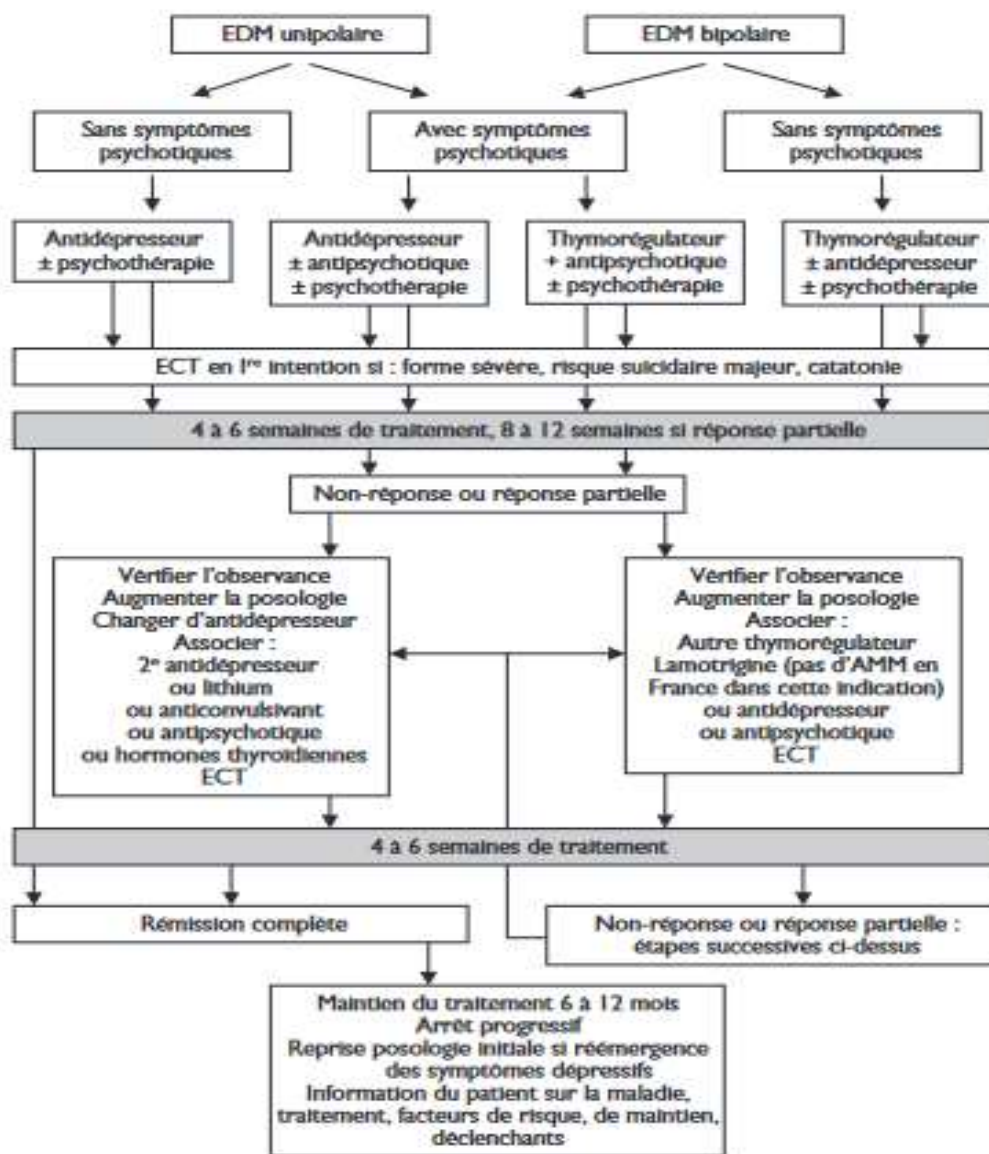 EDM unipolaire
EDM bipolaire
Sans symptômes
psychotiques
Avec symptômes
psychotiques
Sans symptômes
psychotiques
Antidépresseur
± psychothérapie
Antidépresseur
± antipsychotique
± psychothérapie
Thymorégulateur
+ antipsychotique
± psychothérapie
Thymorégulateur
± antidépresseur
± psychothérapie
ECT en 1re intention si : forme sévère, risque suicidaire majeur, catatonie
4 à 6 semaines de traitement, 8 à 12 semaines si réponse partielle
Non-réponse ou réponse partielle
Vérifier l'observance
Augmenter la posologie
Changer d'antidépresseur
Associer :
2e antidépresseur
ou lithium
ou anticonvulsivant
ou antipsychotique
ou hormones thyroïdiennes
ECT
Vérifier l'observance
Augmenter la posologie
Associer :
Autre thymorégulateur
Lamotrigine (pas d'AMM en
France dans cette indication)
ou antidépresseur
ou antipsychotique
ECT
4 à 6 semaines de traitement
Rémission complète
Non-réponse ou réponse partielle :
étapes successives ci-dessus
Maintien du traitement 6 à 12 mois
Arrêt progressif
Reprise posologie initiale si réémergence
des symptômes dépressifs
Information du patient sur la maladie,
traitement, facteurs de risque, de maintien,
déclenchants